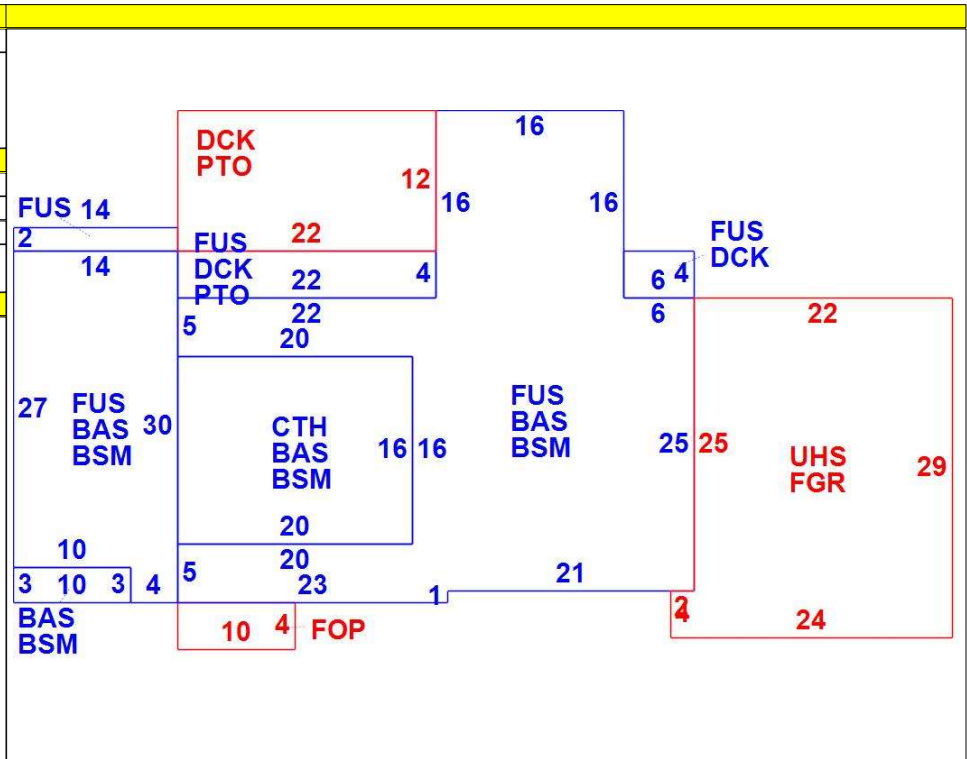 16
DCK
PTO
12
16
16
FUS 14
2
14
22
FUS
DCK
PTO
22
4
22
20
5
FUS
DCK
6
4
6
22
27
FUS
BAS
BSM
30
CTH
BAS
BSM
16
16
FUS
BAS
BSM
25
25
UHS
FGR
29
20
20
5
23
1
21
10
3
10
3
4
BAS
BSM
10
4
FOP
2
4
24